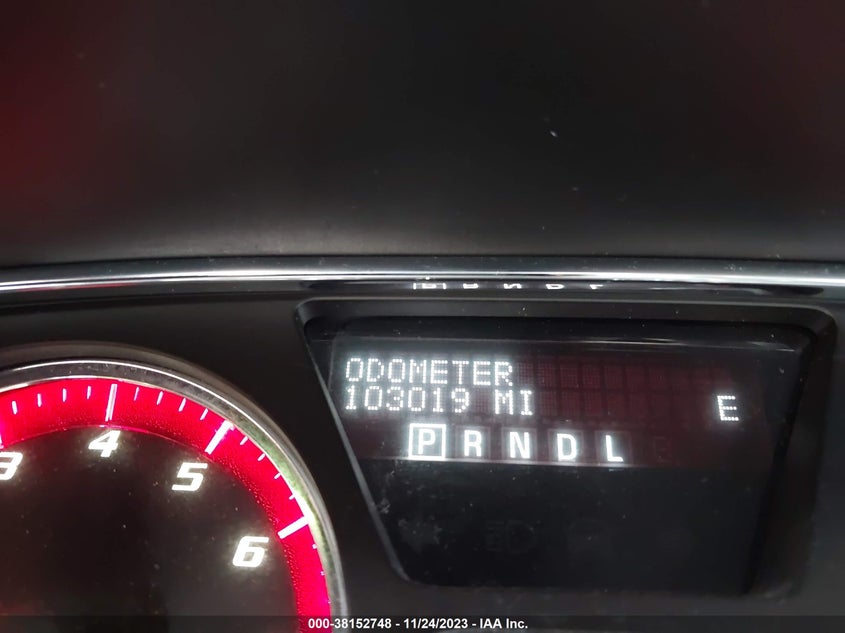 ODOMETER
103019 MI
E
P R N D L
3
4
5
6
000-38152748 - 11/24/2023 - IAA Inc.